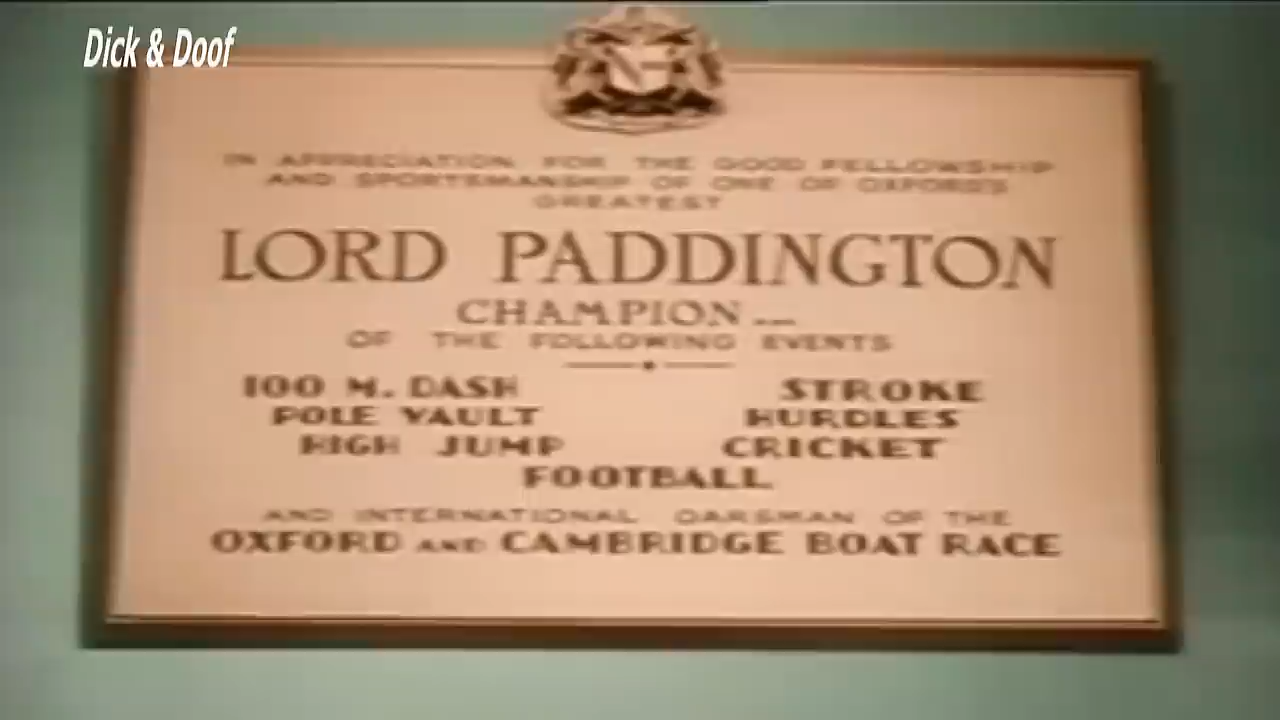 Dick & Doof
IN APPRECIATION FOR THE GOOD FELLOWSHIP
AND SPORTSMANSHIP OF ONE OF OXFORD'S
GREATEST
LORD PADDINGTON
CHAMPION ...
OF THE FOLLOWING EVENTS
100 M. DASH STROKE
POLE VAULT HURDLES
HIGH JUMP CRICKET
FOOTBALL
AND INTERNATIONAL OARSMAN OF THE
OXFORD AND CAMBRIDGE BOAT RACE